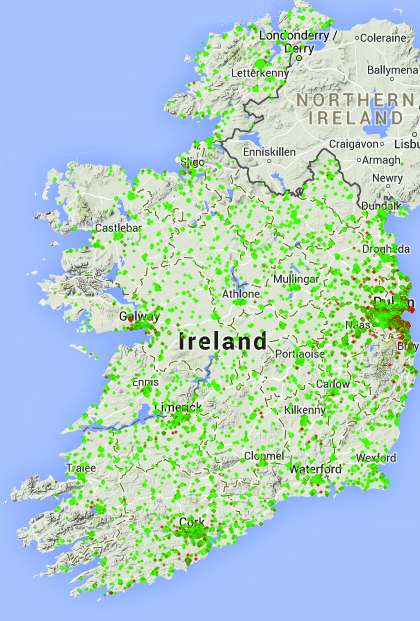 Londonderry /
Derry
Coleraine
Letterkenny
Ballymena
NORTHERN
IRELAND
Enniskillen
Craigavon
Lisbu
Armagh
Sligo
Newry
Dundalk
Castlebar
Drogheda
Mullingar
Athlone
Dublin
Galway
Naas
Ireland
Bray
Portlaoise
Ennis
Carlow
Limerick
Kilkenny
Clonmel
Wexford
Tralee
Waterford
Cork